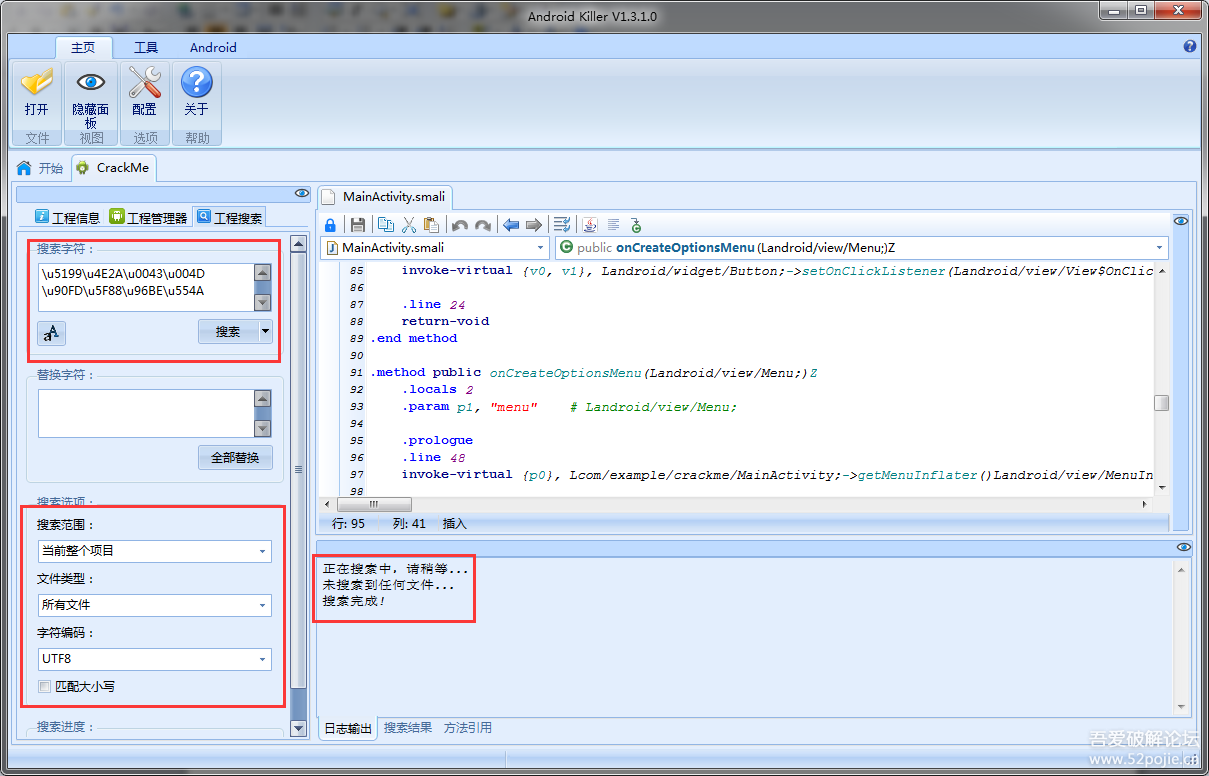 Android Killer V1.3.1.0
主页 工具 Android
打开 隐藏面板 配置 关于
文件 视图 选项 帮助
开始 CrackMe
工程信息 工程管理器 工程搜索
搜索字符：
\u5199\u4E2A\u0043\u004D
\u90FD\u5F88\u96BE\u554A
搜索
替换字符：
全部替换
搜索选项：
搜索范围：
当前整个项目
文件类型：
所有文件
字符编码：
UTF8
匹配大小写
搜索进度：
MainActivity.smali
MainActivity.smali public onCreateOptionsMenu(Landroid/view/Menu;)Z
85 invoke-virtual {v0, v1}, Landroid/widget/Button;->setOnClickListener(Landroid/view/View$OnClic
86
87 .line 24
88 return-void
89 .end method
90
91 .method public onCreateOptionsMenu(Landroid/view/Menu;)Z
92 .locals 2
93 .param p1, "menu" # Landroid/view/Menu;
94
95 .prologue
96 .line 48
97 invoke-virtual {p0}, Lcom/example/crackme/MainActivity;->getMenuInflater()Landroid/view/MenuIn
98
行: 95 列: 41 插入
正在搜索中，请稍等...
未搜索到任何文件...
搜索完成!
日志输出 搜索结果 方法引用
吾爱破解论坛
www.52pojie.cn